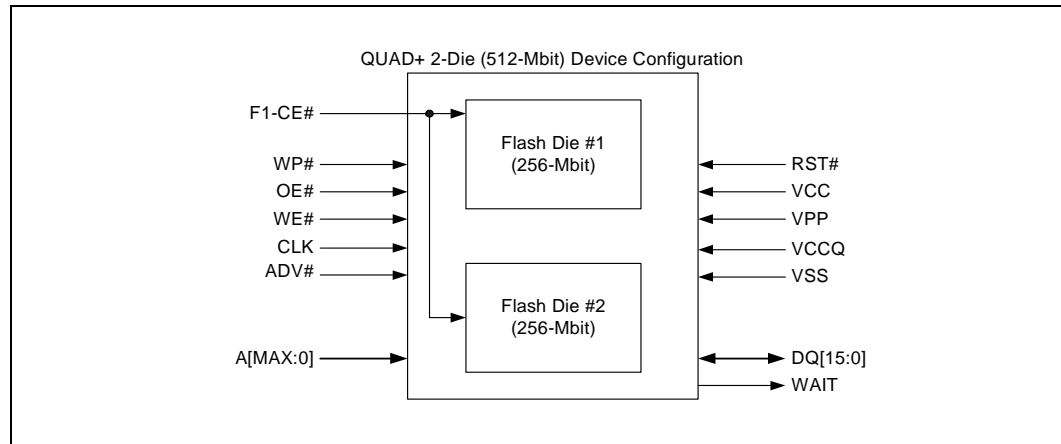 QUAD+ 2-Die (512-Mbit) Device Configuration
F1-CE#
WP#
OE#
WE#
CLK
ADV#
A[MAX:0]
Flash Die #1
(256-Mbit)
Flash Die #2
(256-Mbit)
RST#
VCC
VPP
VCCQ
VSS
DQ[15:0]
WAIT